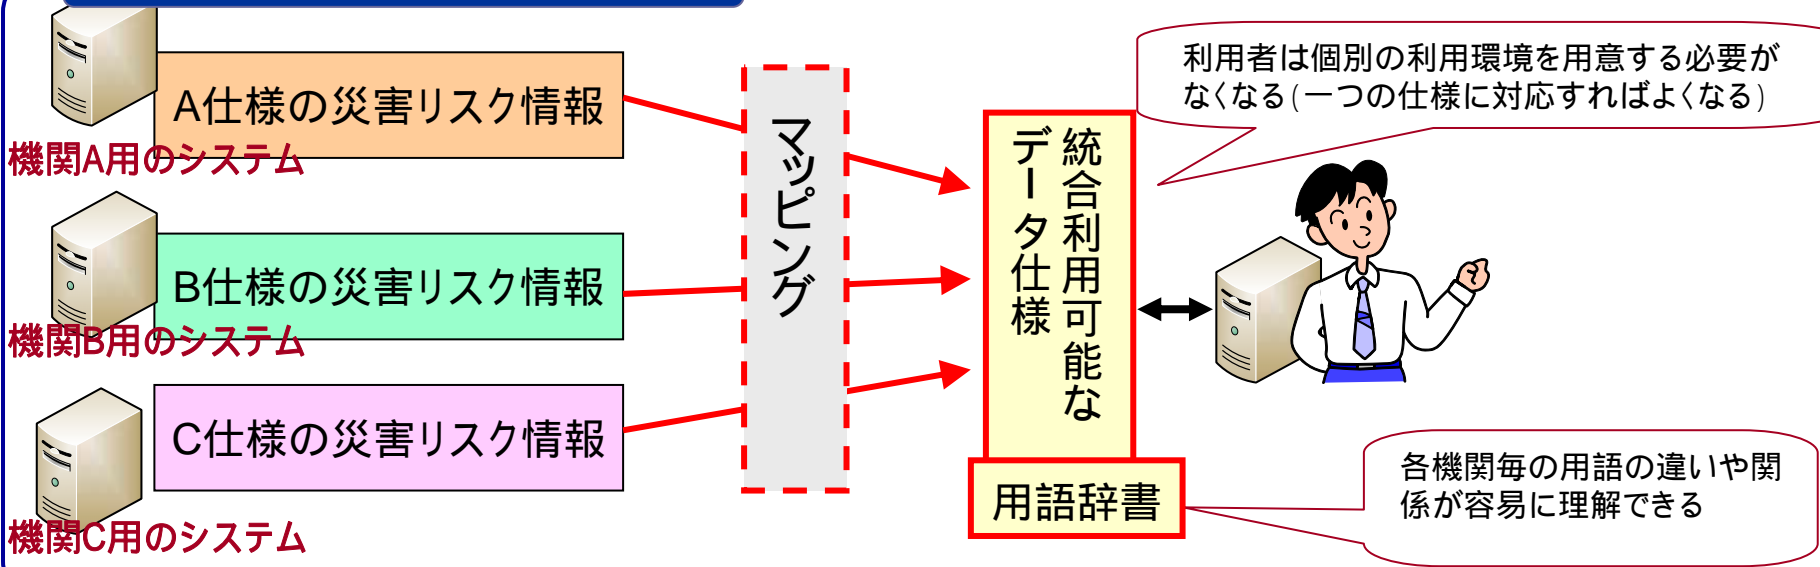 A仕様の災害リスク情報
機関A用のシステム
B仕様の災害リスク情報
機関B用のシステム
C仕様の災害リスク情報
機関C用のシステム
マッピング
統合利用可能な
データ仕様
用語辞書
利用者は個別の利用環境を用意する必要が
なくなる(一つの仕様に対応すればよくなる)
各機関毎の用語の違いや関
係が容易に理解できる